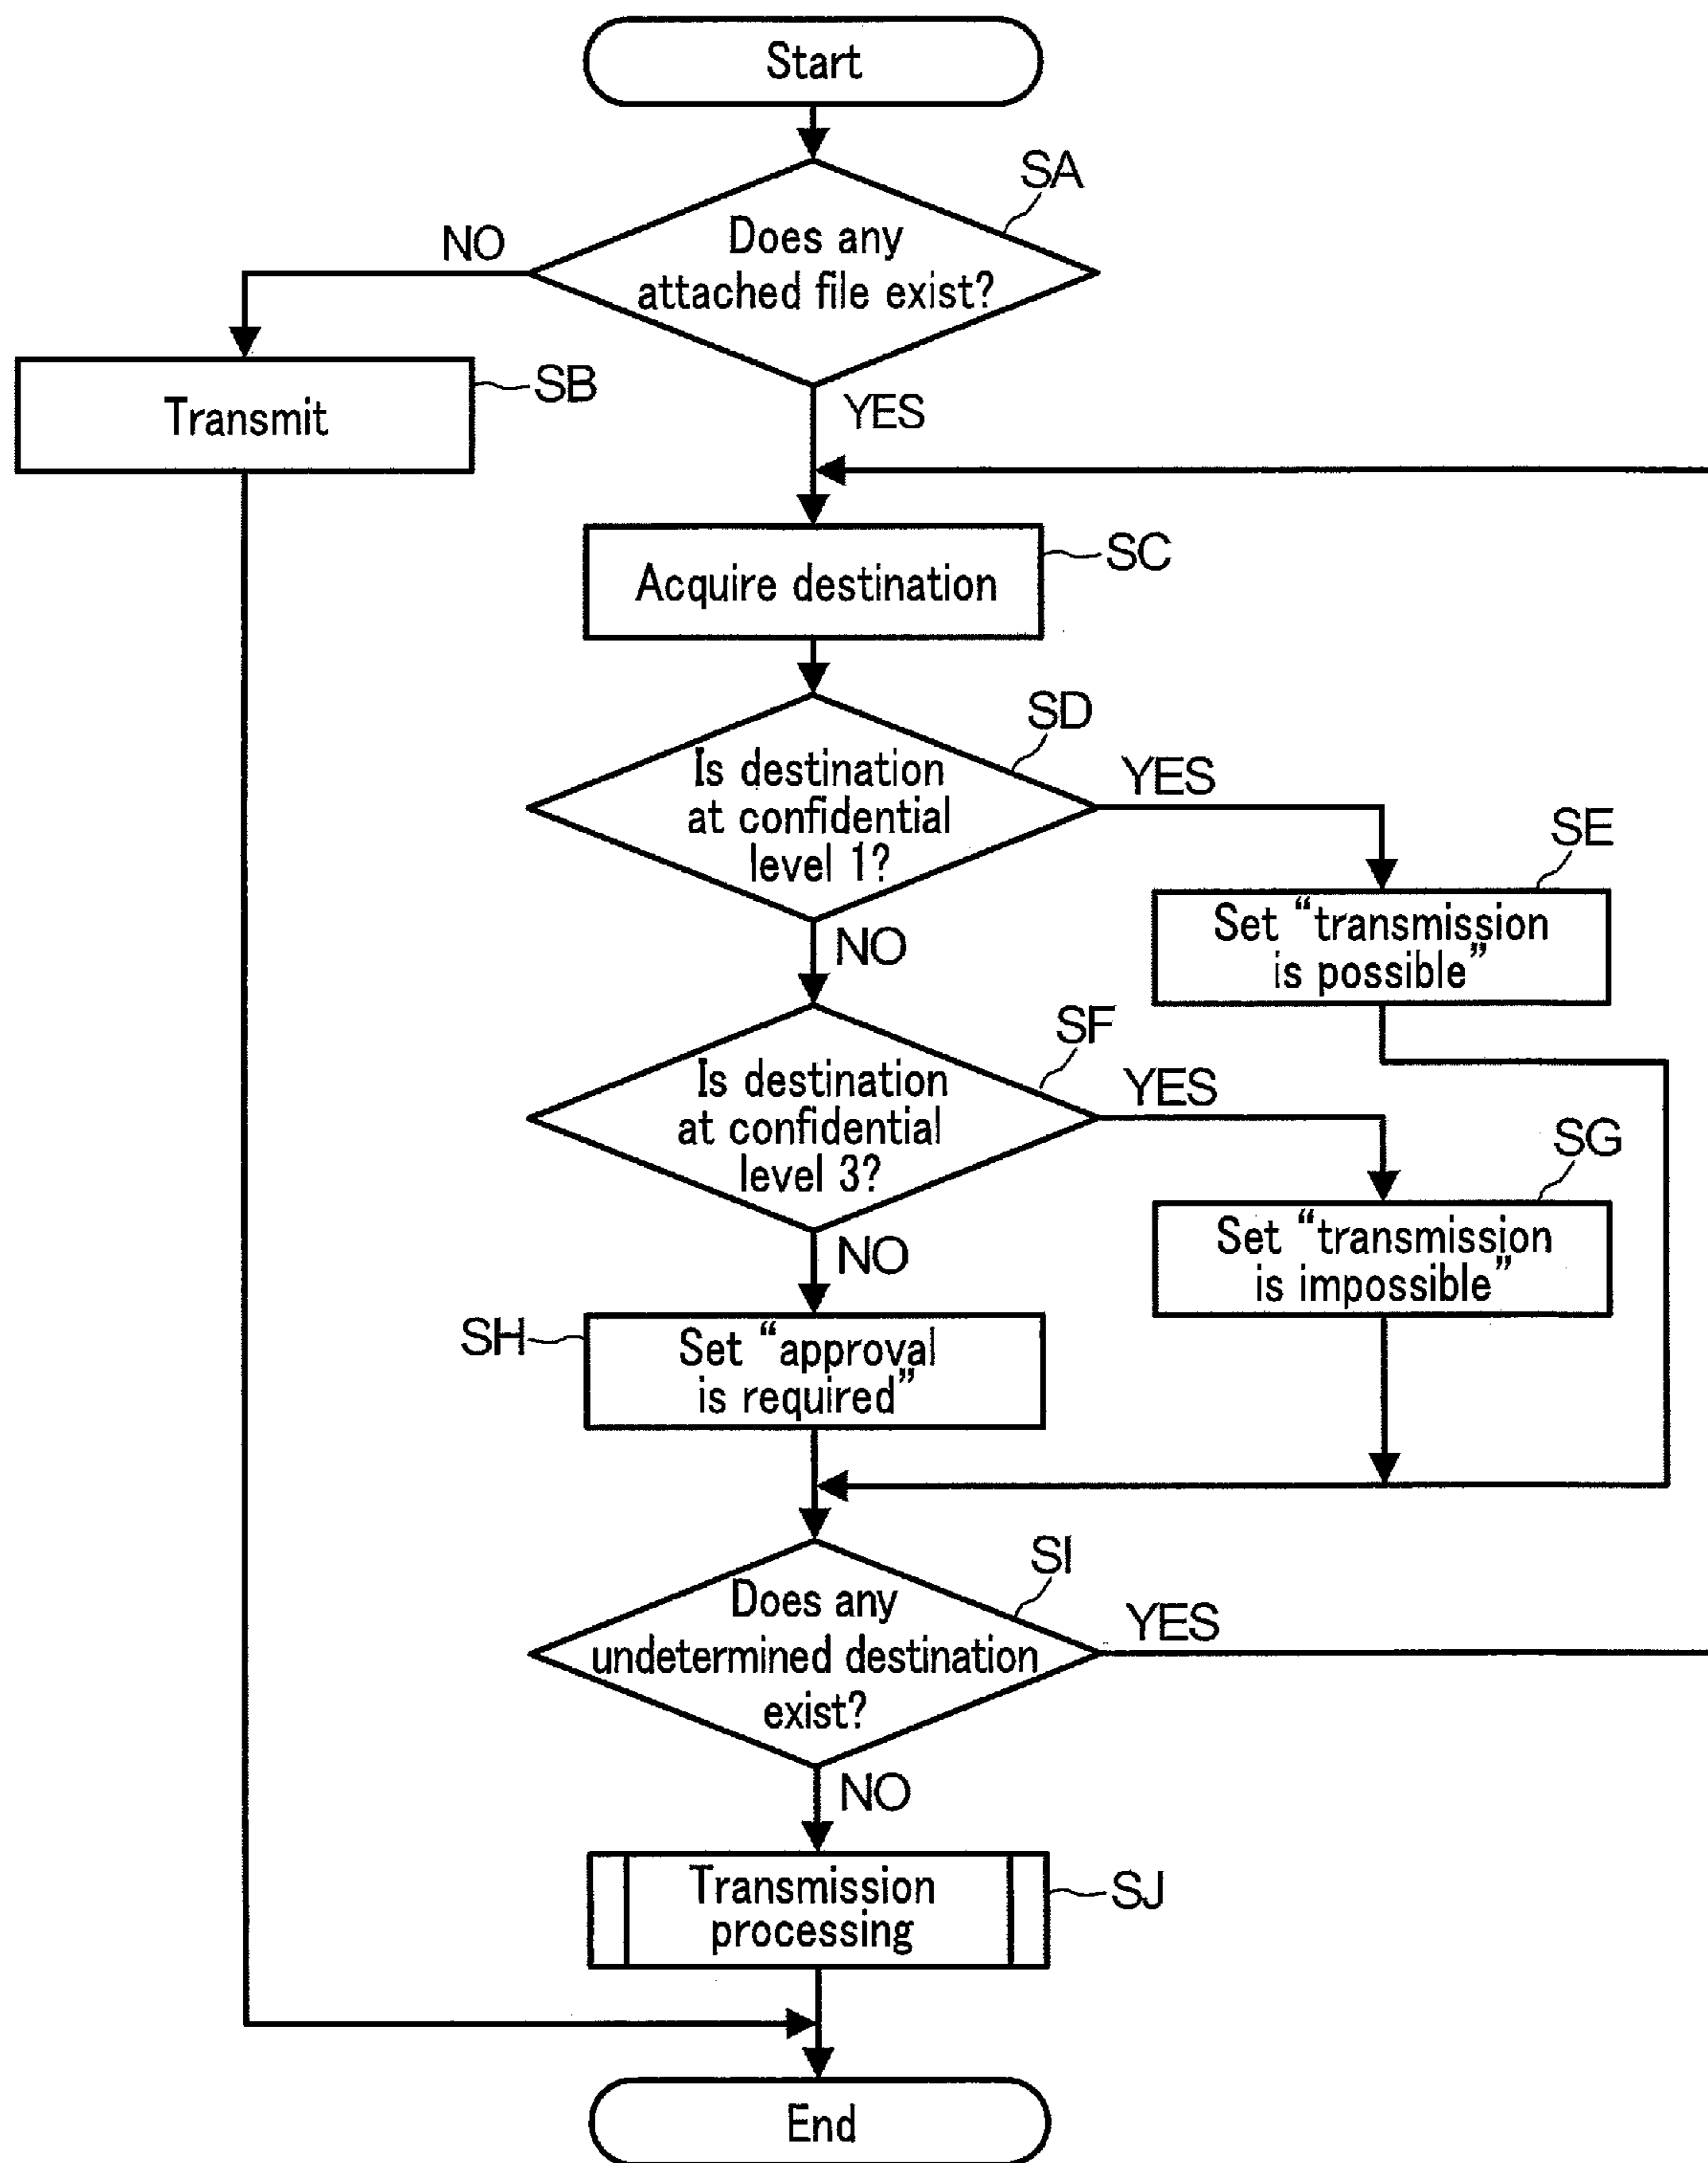 Start
SA
Does any
attached file exist?
NO
YES
SB
Transmit
SC
Acquire destination
SD
Is destination
at confidential
level 1?
YES
NO
SE
Set “transmission
is possible”
SF
Is destination
at confidential
level 3?
YES
NO
SG
Set “transmission
is impossible”
SH
Set “approval
is required”
SI
Does any
undetermined destination
exist?
YES
NO
Transmission
processing
SJ
End